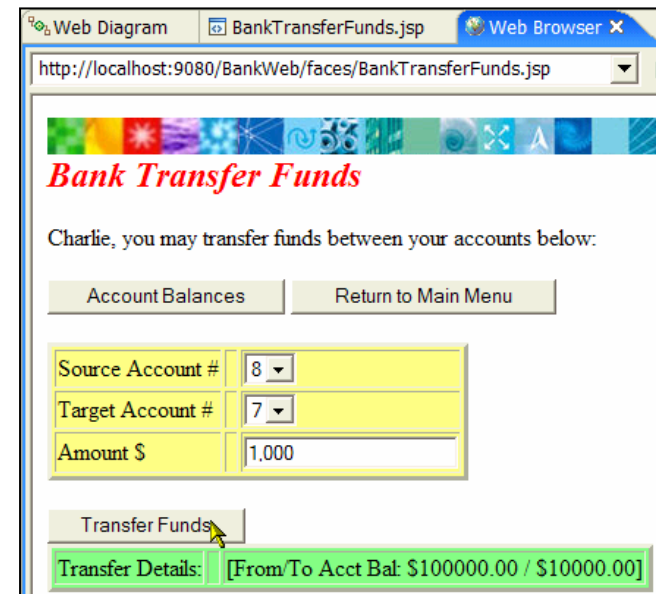 Web Diagram BankTransferFunds.jsp Web Browser
http://localhost:9080/BankWeb/faces/BankTransferFunds.jsp
Bank Transfer Funds
Charlie, you may transfer funds between your accounts below:
Account Balances Return to Main Menu
Source Account # 8
Target Account # 7
Amount $ 1,000
Transfer Funds
Transfer Details: [From/To Acct Bal: $100000.00 / $10000.00]